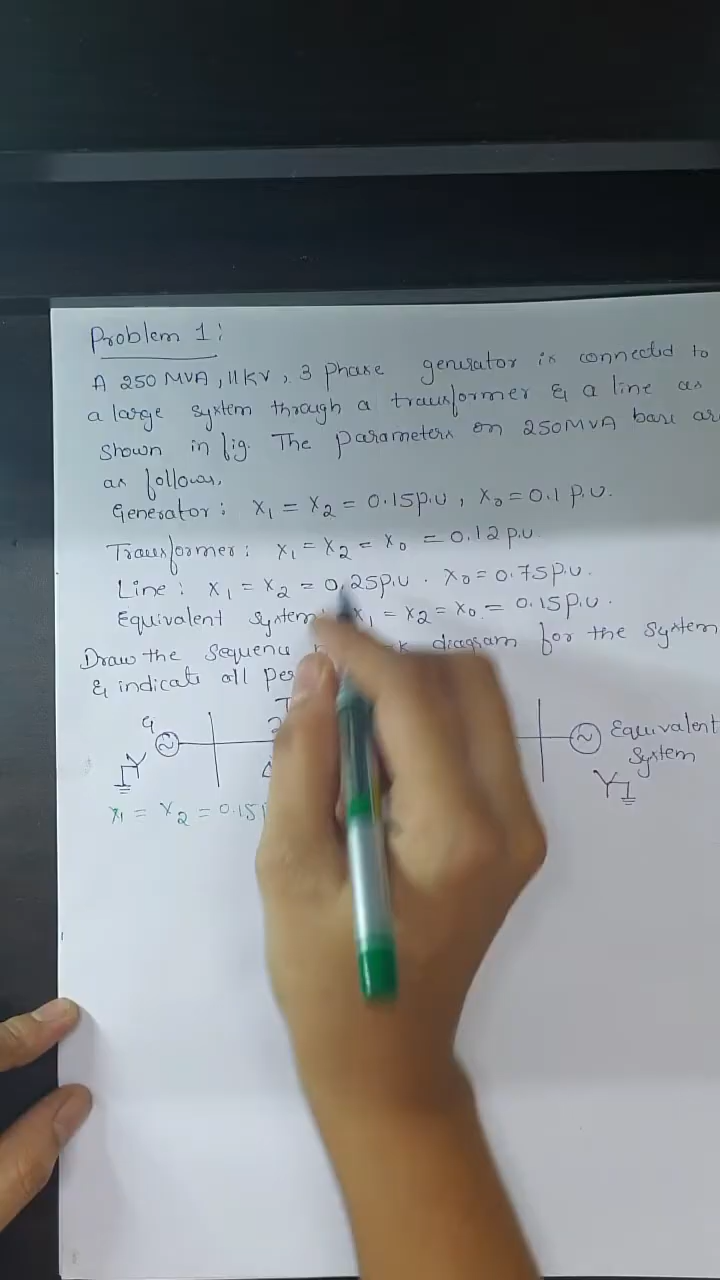 Problem 1:
A 250 MVA, 11KV, 3 phase generator is connected to
a large system through a transformer & a line as
shown in fig. The parameters on 250MVA base are
as follows.
Generator: X1 = X2 = 0.15p.u, X0 = 0.1 p.u.
Transformer: X1 = X2 = X0 = 0.12 p.u.
Line: X1 = X2 = 0.25p.u. X0 = 0.75p.u.
Equivalent system: X1 = X2 = X0 = 0.15p.u.
Draw the sequence diagram for the system
& indicate all
G
~
~
Equivalent
system
Δ
X1 = X2 = 0.15